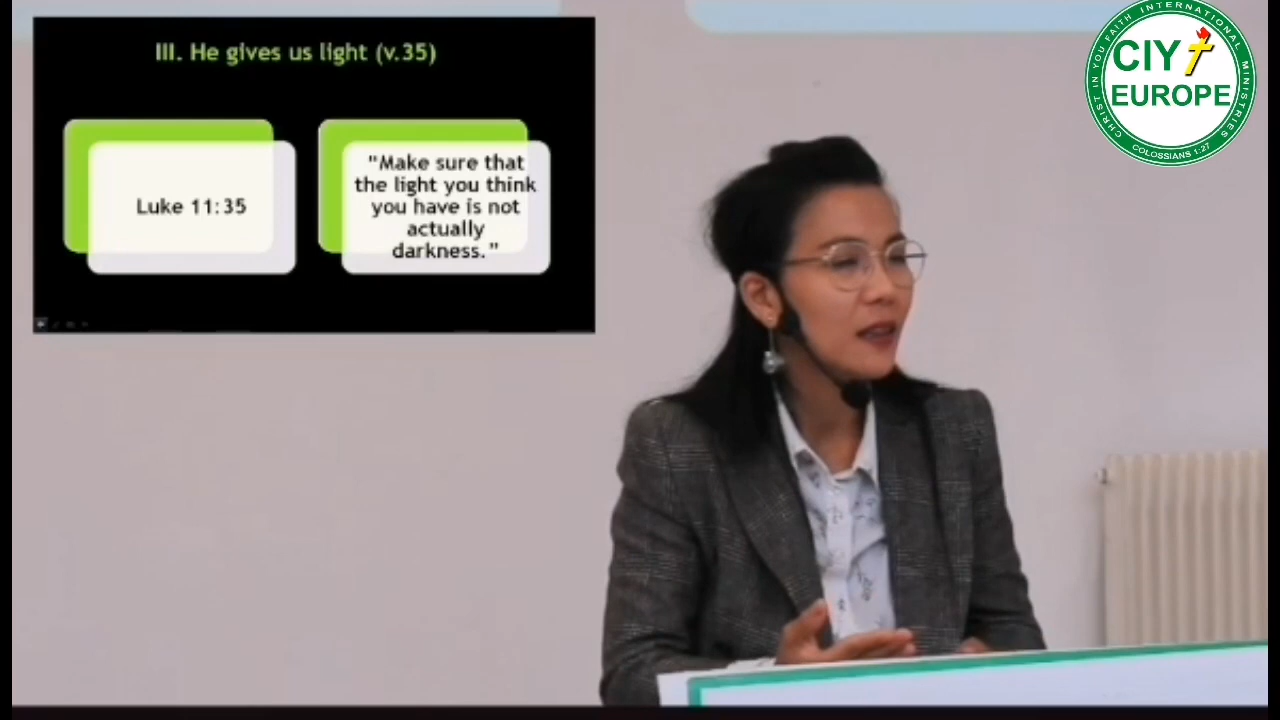 III. He gives us light (v.35)
Luke 11:35
"Make sure that
the light you think
you have is not
actually
darkness."
CHRIST IN YOU FAITH INTERNATIONAL MINISTRIES
CIY
EUROPE
COLOSSIANS 1:27